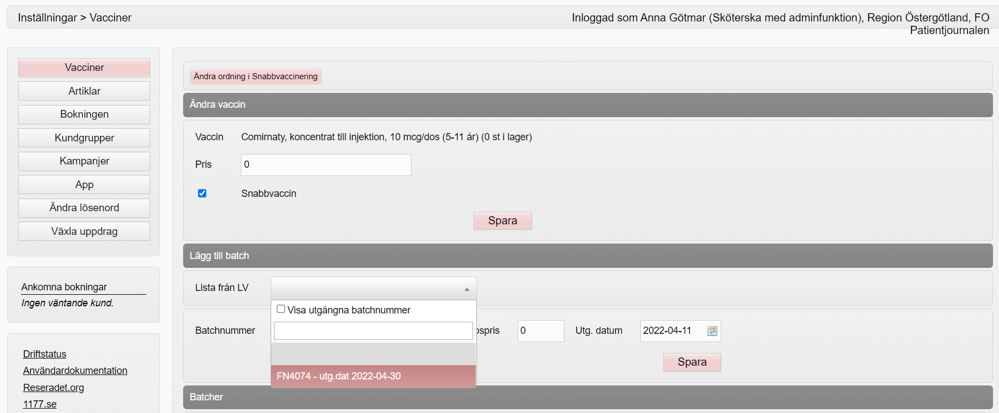 Inställningar > Vacciner
Inloggad som Anna Götmar (Sköterska med adminfunktion), Region Östergötland, FO
Patientjournalen
Vacciner
Artiklar
Bokningen
Kundgrupper
Kampanjer
App
Ändra lösenord
Växla uppdrag
Ankomna bokningar
Ingen väntande kund.
Driftstatus
Användardokumentation
Reseradet.org
1177.se
Ändra ordning i Snabbvaccinering
Ändra vaccin
Vaccin Comirnaty, koncentrat till injektion, 10 mcg/dos (5-11 år) (0 st i lager)
Pris 0
Snabbvaccin
Spara
Lägg till batch
Lista från LV
Visa utgångna batchnummer
Batchnummer ospris 0 Utg. datum 2022-04-11
Spara
FN4074 - utg.dat 2022-04-30
Batcher